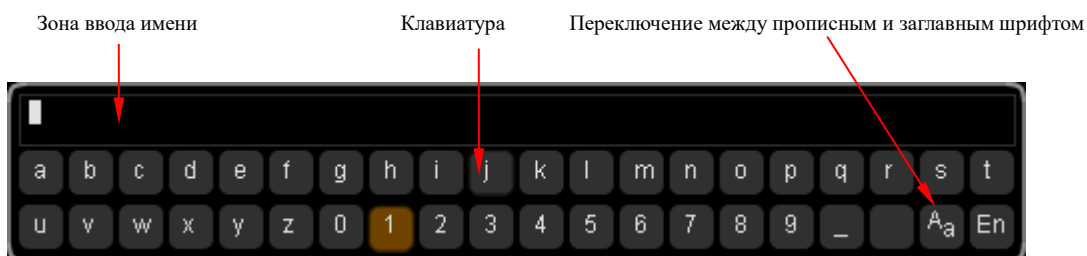 Зона ввода имени Клавиатура Переключение между прописным и заглавным шрифтом
a b c d e f g h i j k l m n o p q r s t
u v w x y z 0 1 2 3 4 5 6 7 8 9 _ Aa En